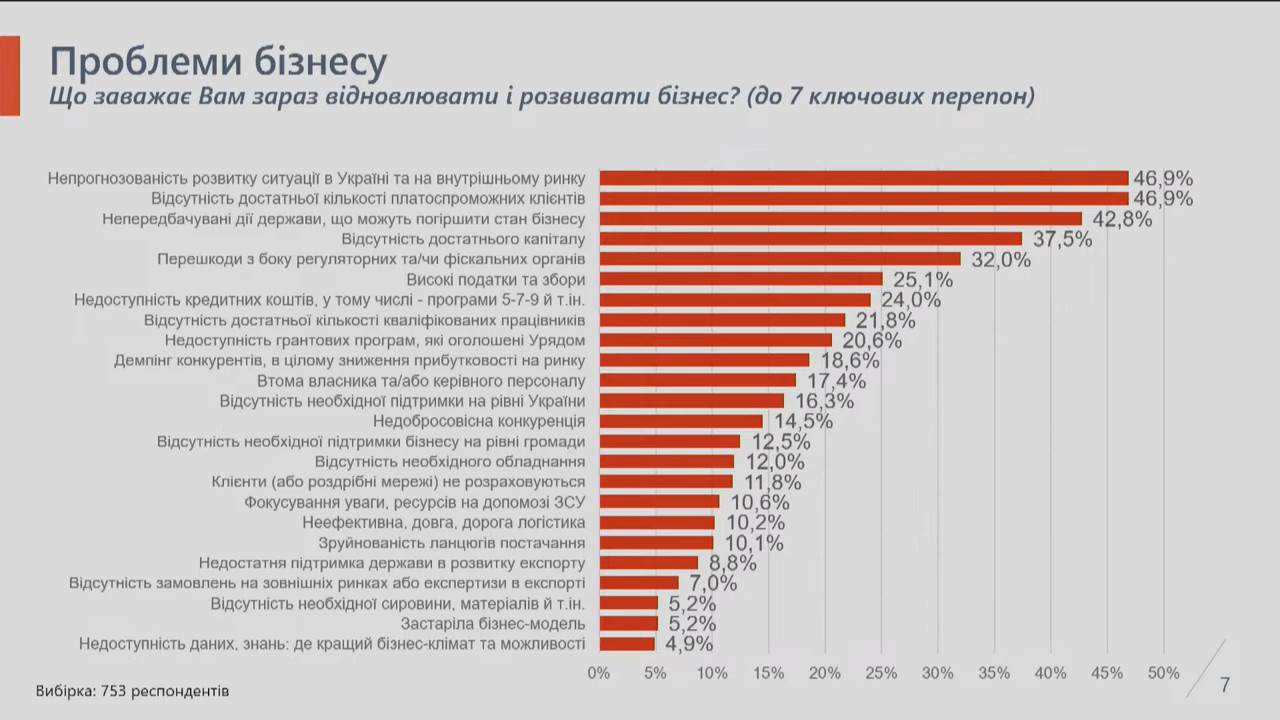 Проблеми бізнесу
Що заважає Вам зараз відновлювати і розвивати бізнес? (до 7 ключових перепон)
Непрогнозованість розвитку ситуації в Україні та на внутрішньому ринку 46,9%
Відсутність достатньої кількості платоспроможних клієнтів 46,9%
Непередбачувані дії держави, що можуть погіршити стан бізнесу 42,8%
Відсутність достатнього капіталу 37,5%
Перешкоди з боку регуляторних та/чи фіскальних органів 32,0%
Високі податки та збори 25,1%
Недоступність кредитних коштів, у тому числі - програми 5-7-9 й т.ін. 24,0%
Відсутність достатньої кількості кваліфікованих працівників 21,8%
Недоступність грантових програм, які оголошені Урядом 20,6%
Демпінг конкурентів, в цілому зниження прибутковості на ринку 18,6%
Втома власника та/або керівного персоналу 17,4%
Відсутність необхідної підтримки на рівні України 16,3%
Недобросовісна конкуренція 14,5%
Відсутність необхідної підтримки бізнесу на рівні громади 12,5%
Відсутність необхідного обладнання 12,0%
Клієнти (або роздрібні мережі) не розраховуються 11,8%
Фокусування уваги, ресурсів на допомозі ЗСУ 10,6%
Неефективна, довга, дорога логістика 10,2%
Зруйнованість ланцюгів постачання 10,1%
Недостатня підтримка держави в розвитку експорту 8,8%
Відсутність замовлень на зовнішніх ринках або експертизи в експорті 7,0%
Відсутність необхідної сировини, матеріалів й т.ін. 5,2%
Застаріла бізнес-модель 5,2%
Недоступність даних, знань: де кращий бізнес-клімат та можливості 4,9%
0% 5% 10% 15% 20% 25% 30% 35% 40% 45% 50%
Вибірка: 753 респондентів
7